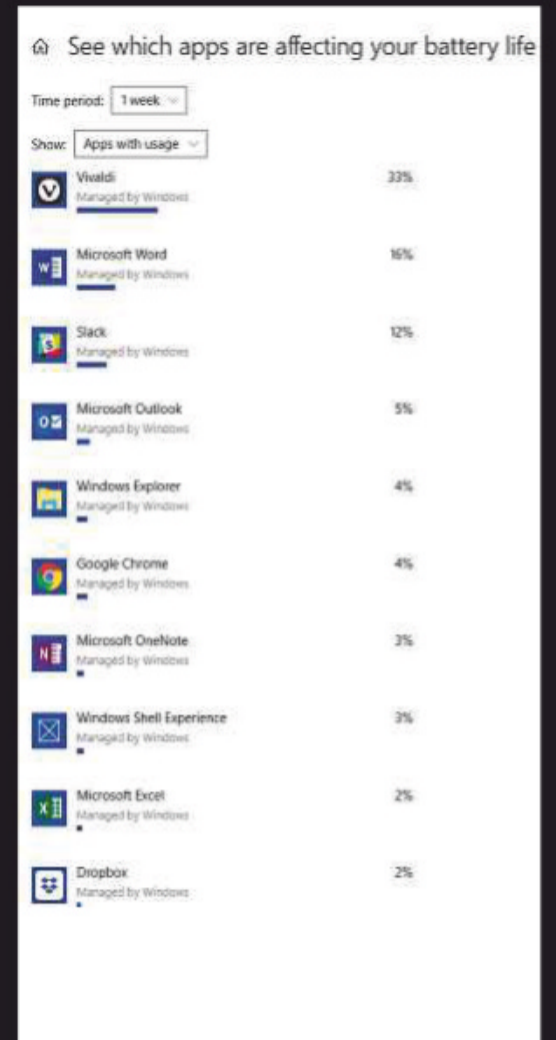 See which apps are affecting your battery life
Time period: 1 week
Show: Apps with usage
Vivaldi 33%
Managed by Windows
Microsoft Word 16%
Managed by Windows
Slack 12%
Managed by Windows
Microsoft Outlook 5%
Managed by Windows
Windows Explorer 4%
Managed by Windows
Google Chrome 4%
Managed by Windows
Microsoft OneNote 3%
Managed by Windows
Windows Shell Experience 3%
Managed by Windows
Microsoft Excel 2%
Managed by Windows
Dropbox 2%
Managed by Windows